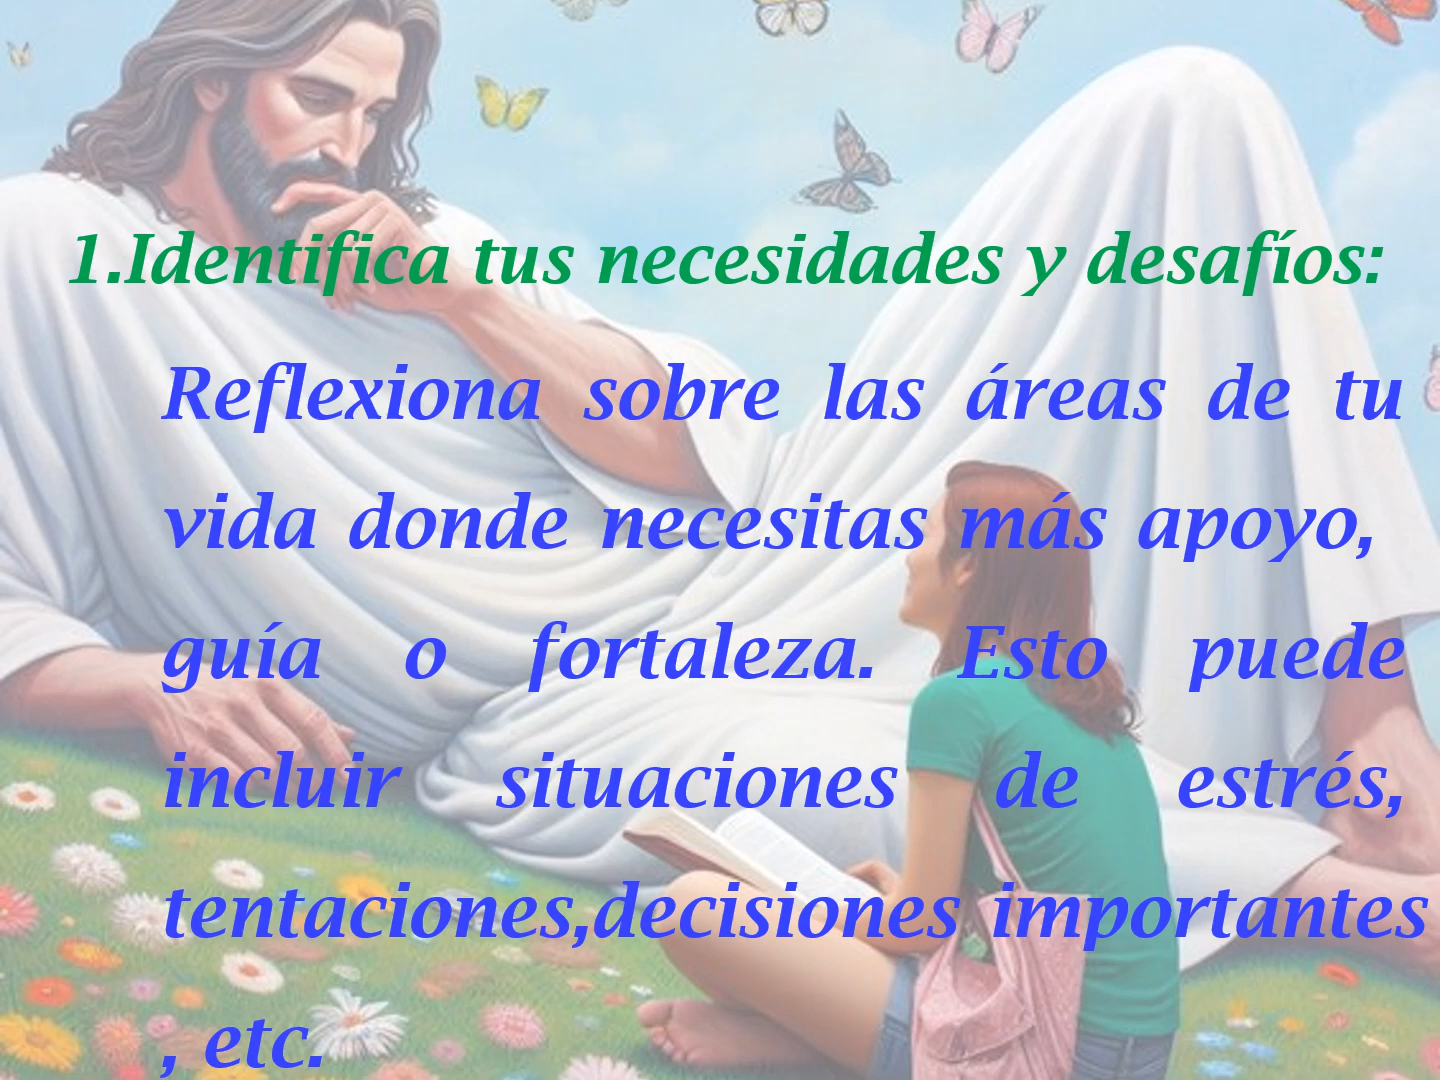 1.Identifica tus necesidades y desafíos:
Reflexiona sobre las áreas de tu
vida donde necesitas más apoyo,
guía o fortaleza. Esto puede
incluir situaciones de estrés,
tentaciones,decisiones importantes
, etc.